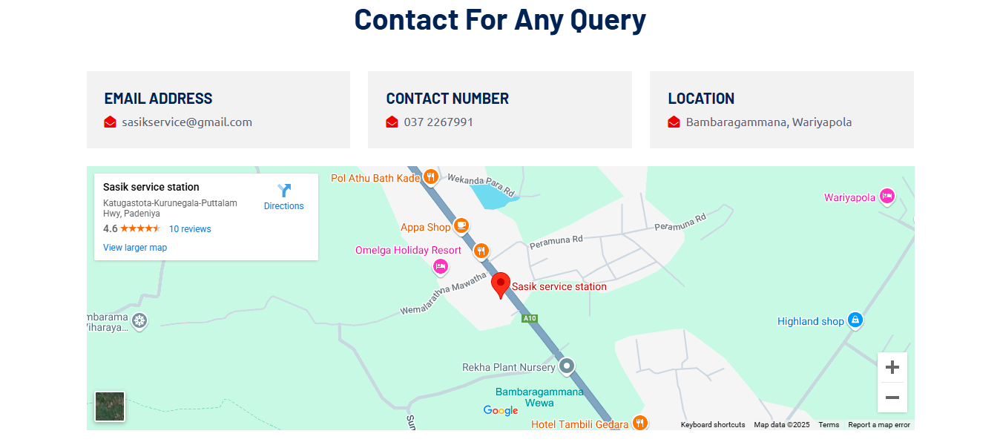 Contact For Any Query
EMAIL ADDRESS
sasikservice@gmail.com
CONTACT NUMBER
037 2267991
LOCATION
Bambaragammana, Wariyapola
Sasik service station
Katugastota-Kurunegala-Puttalam
Hwy, Padeniya
4.6
10 reviews
View larger map
Directions
Pol Athu Bath Kade
Wekanda Para Rd
Wariyapola
Appa Shop
Peramuna Rd
Peramuna Rd
Omelga Holiday Resort
Sasik service station
Wemalarathna Mawatha
A10
mbarama
Viharaya...
Highland shop
Rekha Plant Nursery
Bambaragammana
Wewa
Google
Hotel Tambili Gedara
Keyboard shortcuts
Map data ©2025
Terms
Report a map error